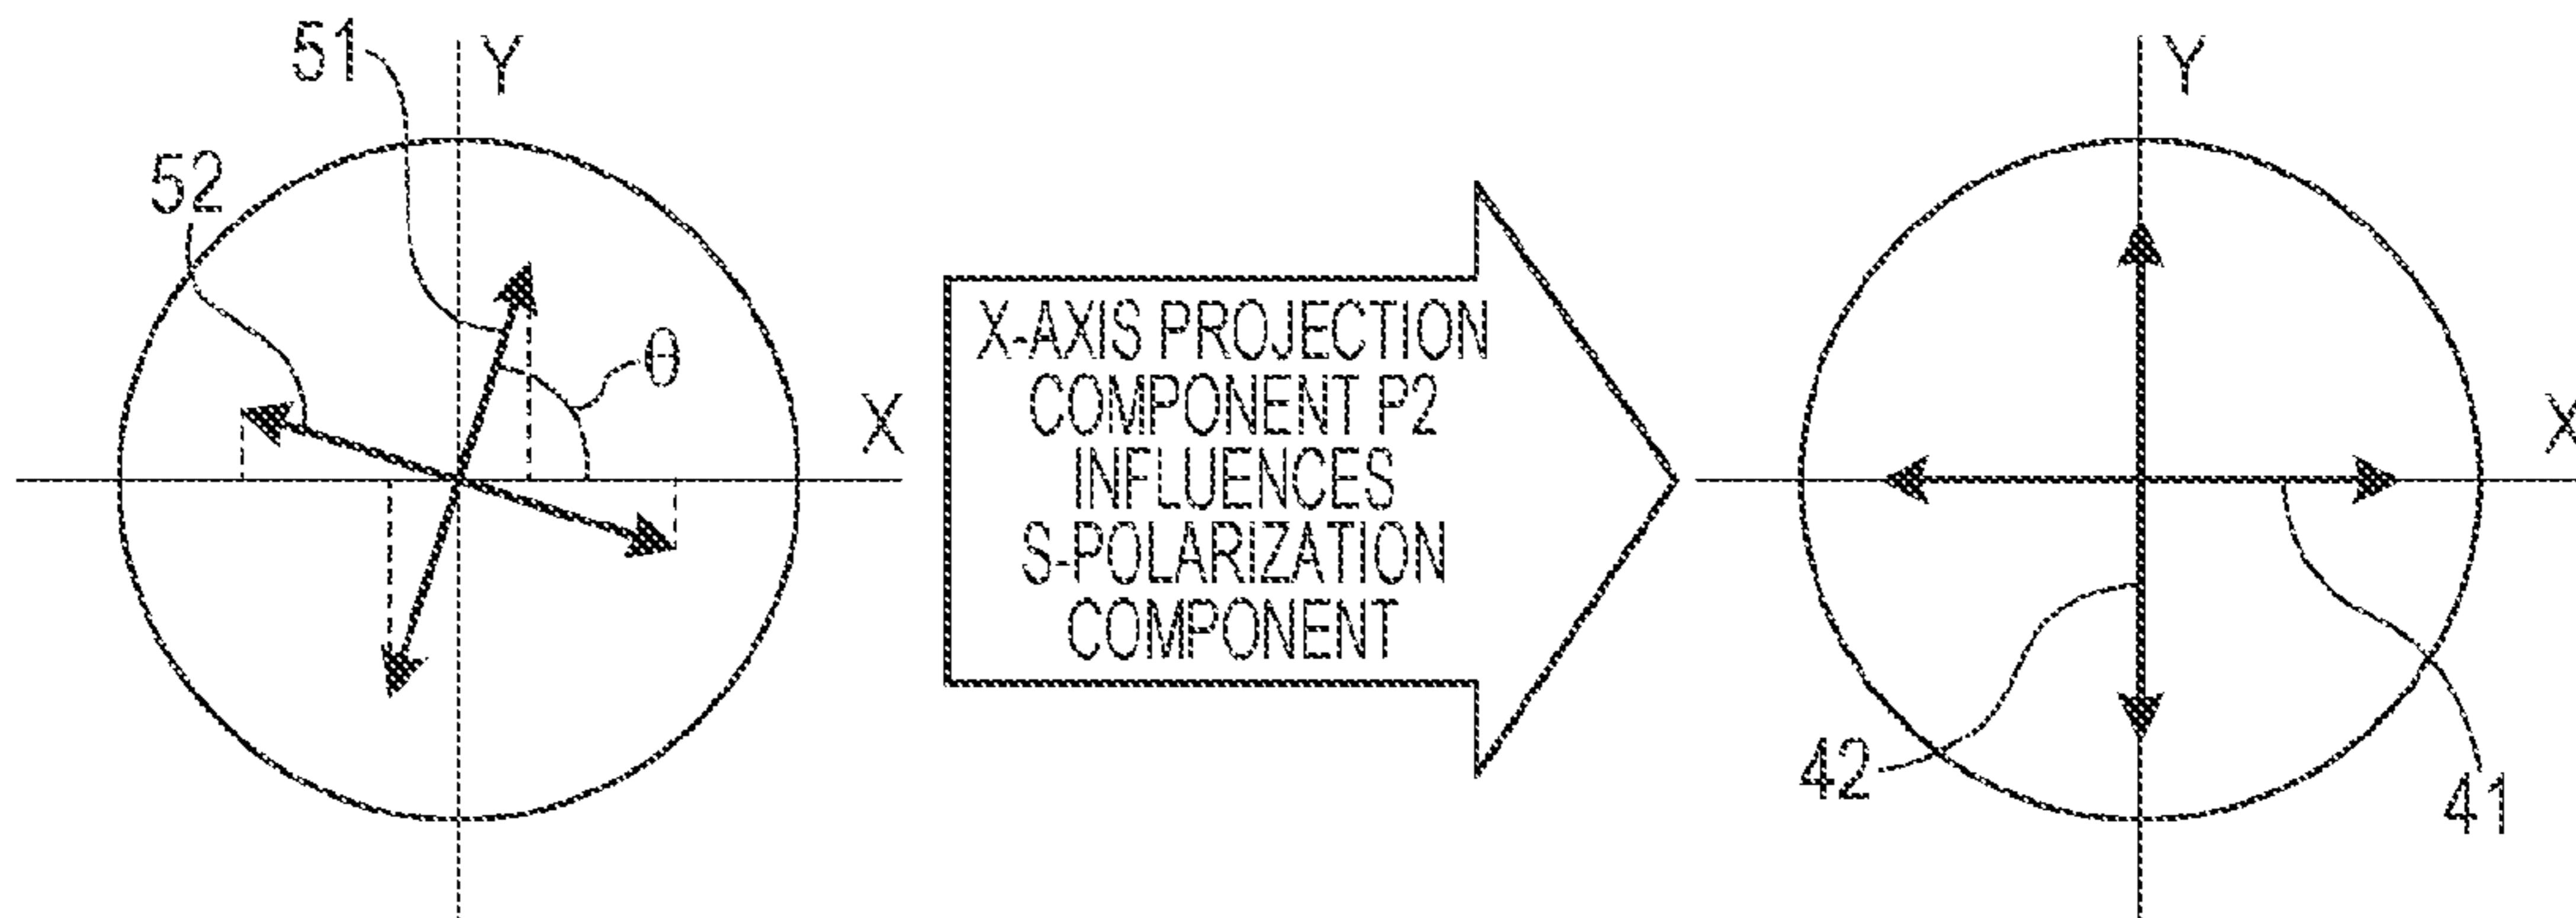 51
Y
52
θ
X
X-AXIS PROJECTION
COMPONENT P2
INFLUENCES
S-POLARIZATION
COMPONENT
Y
X
42
41